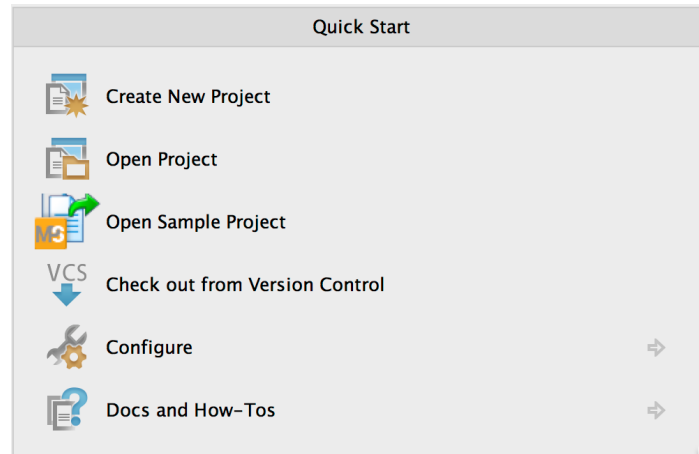 Quick Start
Create New Project
Open Project
MS
Open Sample Project
VCS
Check out from Version Control
Configure
?
Docs and How-Tos